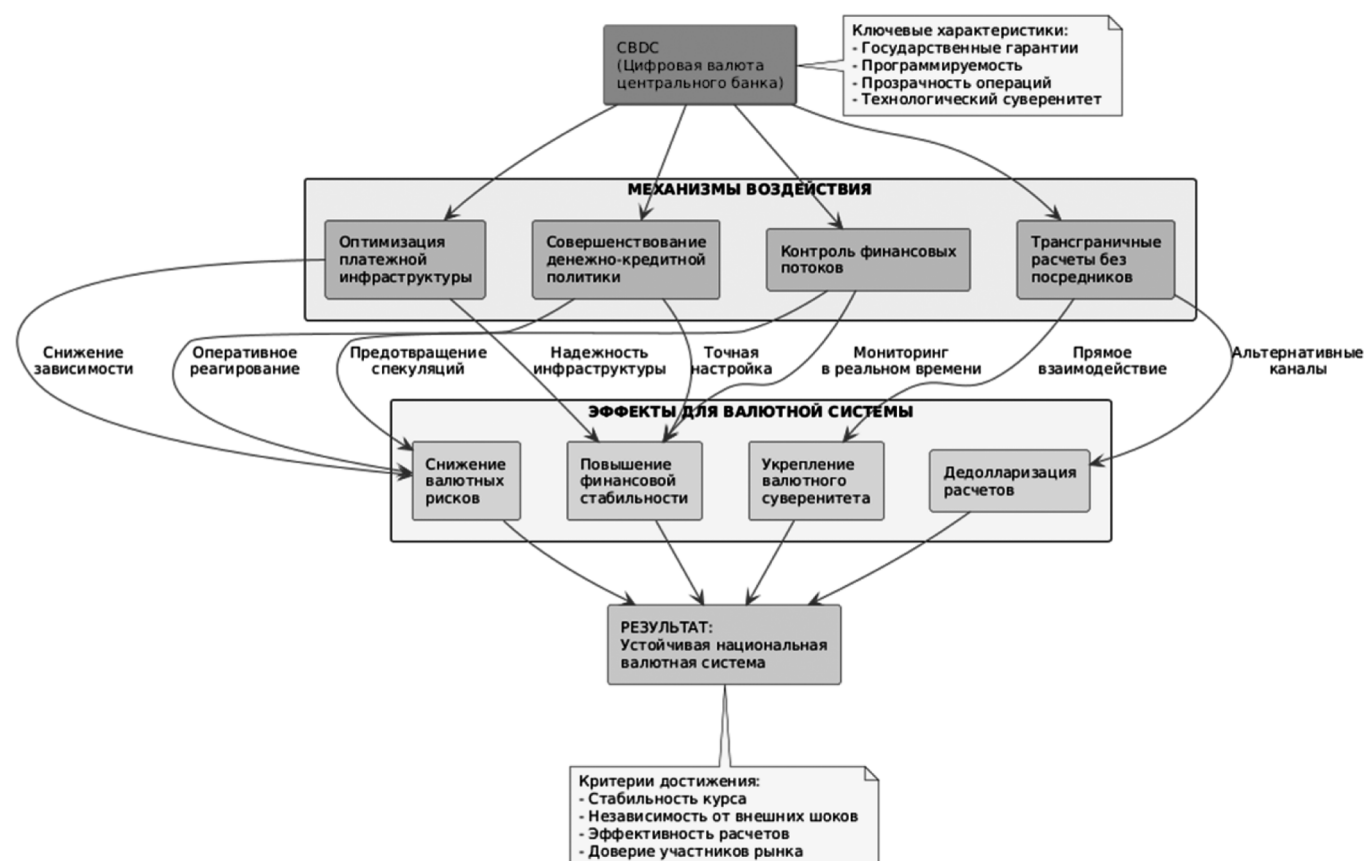 CBDC
(Цифровая валюта
центрального банка)
Ключевые характеристики:
- Государственные гарантии
- Программируемость
- Прозрачность операций
- Технологический суверенитет
МЕХАНИЗМЫ ВОЗДЕЙСТВИЯ
Оптимизация
платежной
инфраструктуры
Совершенствование
денежно-кредитной
политики
Контроль финансовых
потоков
Трансграничные
расчеты без
посредников
Снижение
зависимости
Оперативное
реагирование
Предотвращение
спекуляций
Надежность
инфраструктуры
Точная
настройка
Мониторинг
в реальном времени
Прямое
взаимодействие
Альтернативные
каналы
ЭФФЕКТЫ ДЛЯ ВАЛЮТНОЙ СИСТЕМЫ
Снижение
валютных
рисков
Повышение
финансовой
стабильности
Укрепление
валютного
суверенитета
Дедолларизация
расчетов
РЕЗУЛЬТАТ:
Устойчивая национальная
валютная система
Критерии достижения:
- Стабильность курса
- Независимость от внешних шоков
- Эффективность расчетов
- Доверие участников рынка